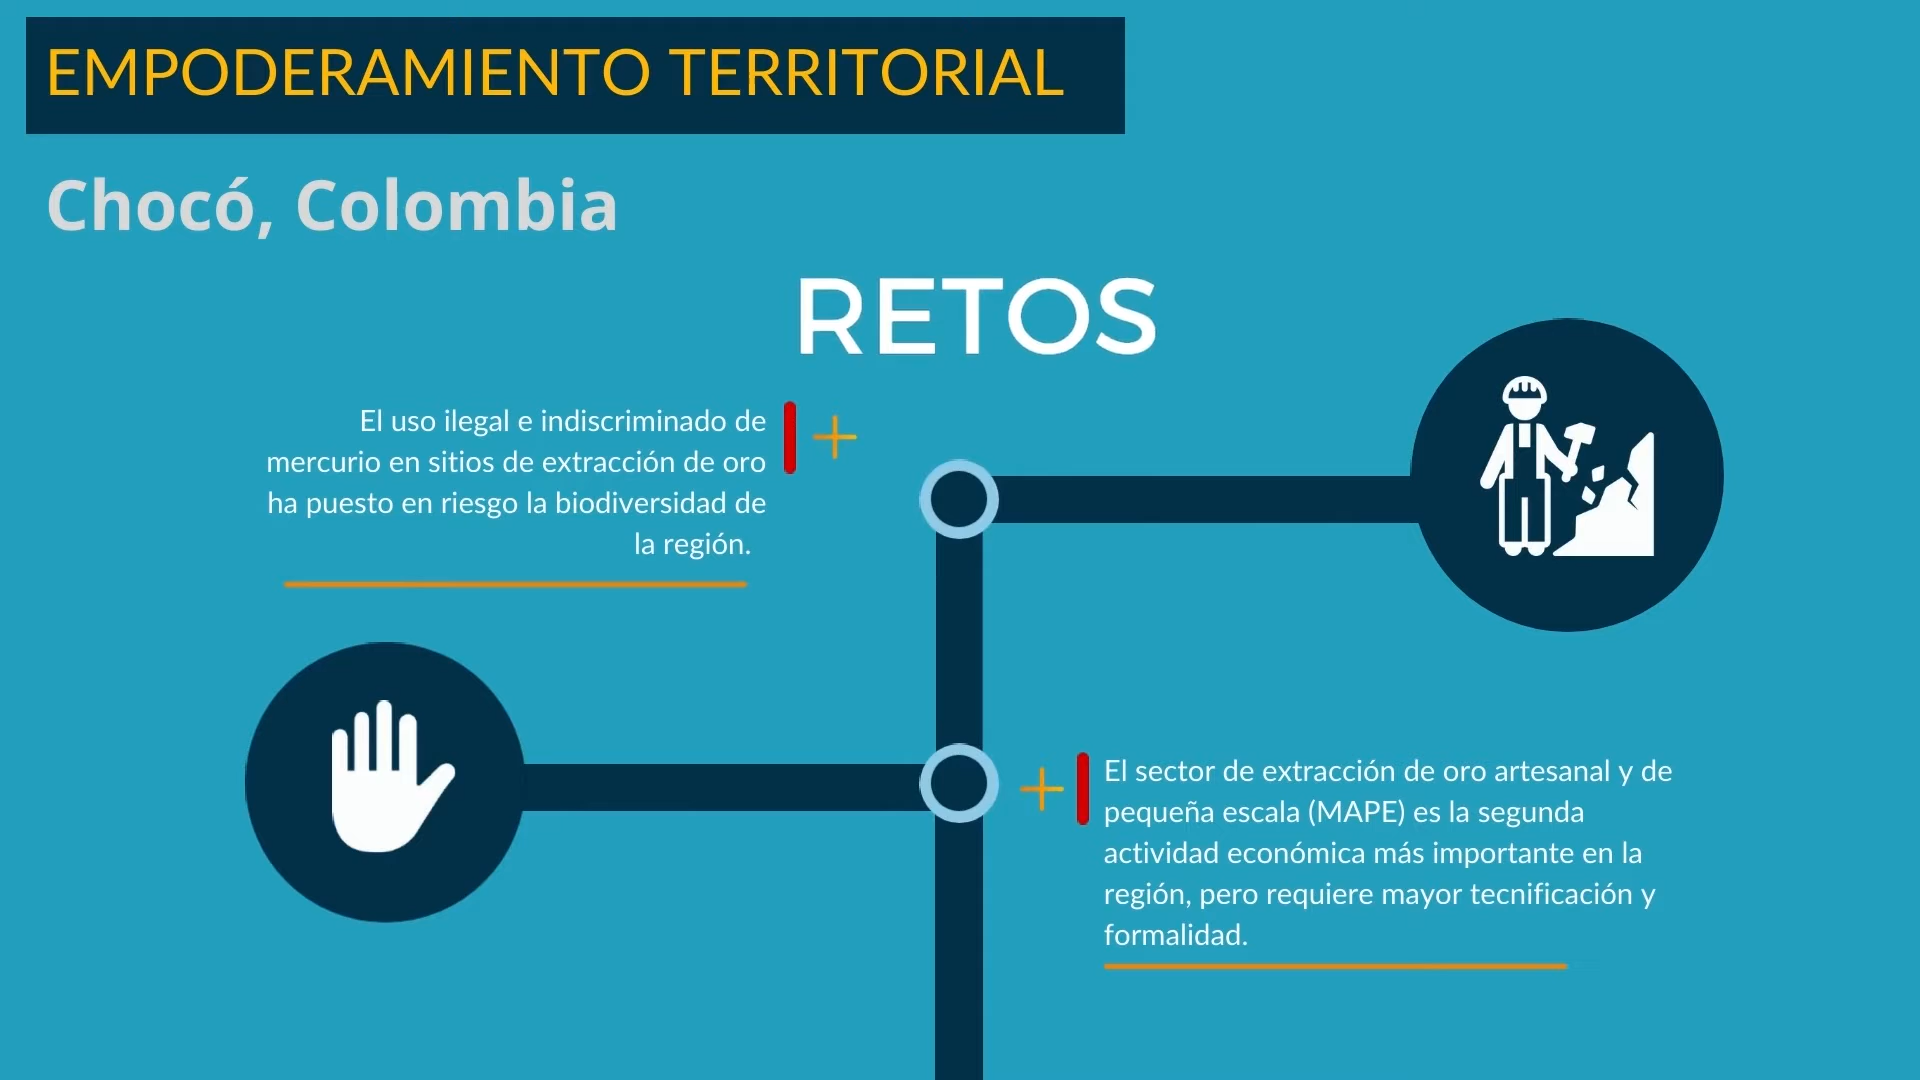 EMPODERAMIENTO TERRITORIAL
Chocó, Colombia
RETOS
El uso ilegal e indiscriminado de
mercurio en sitios de extracción de oro
ha puesto en riesgo la biodiversidad de
la región.
El sector de extracción de oro artesanal y de
pequeña escala (MAPE) es la segunda
actividad económica más importante en la
región, pero requiere mayor tecnificación y
formalidad.